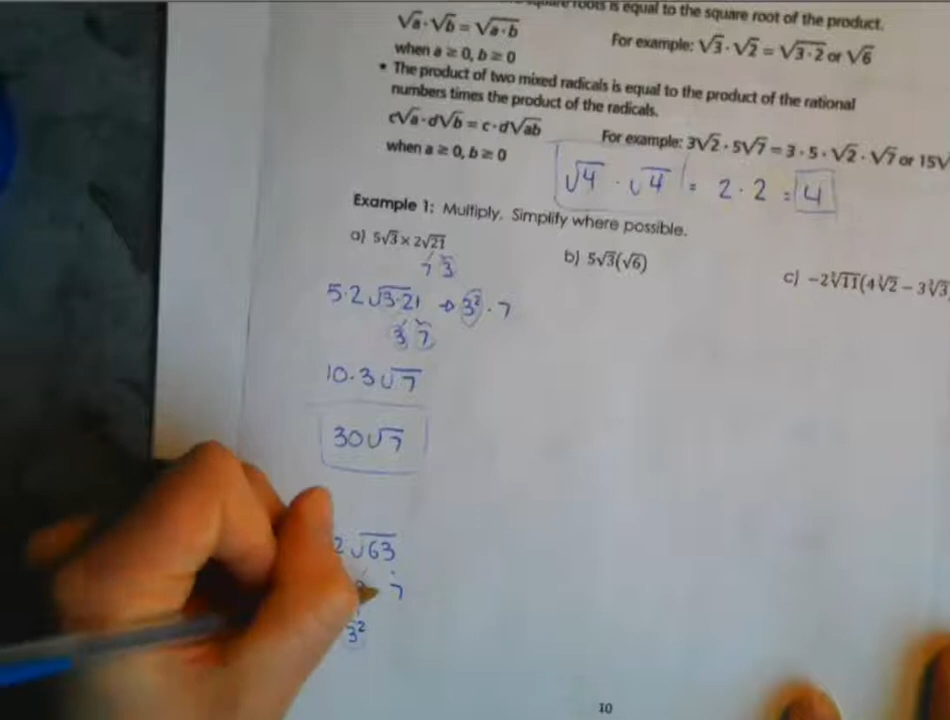 square roots is equal to the square root of the product.
√a · √b = √a·b
For example: √3 · √2 = √3·2 or √6
when a ≥ 0, b ≥ 0
• The product of two mixed radicals is equal to the product of the rational
numbers times the product of the radicals.
c√a · d√b = c · d√ab
For example: 3√2 · 5√7 = 3 · 5 · √2 · √7 or 15√
when a ≥ 0, b ≥ 0
√4 · √4 = 2 · 2 = 4
Example 1: Multiply. Simplify where possible.
a) 5√3 × 2√21
b) 5√3(√6)
c) −2∛11(4∛2 − 3∛3
7 3
5·2√3·21 → 3² · 7
3 7
10·3√7
30√7
2√63
7
3²
10